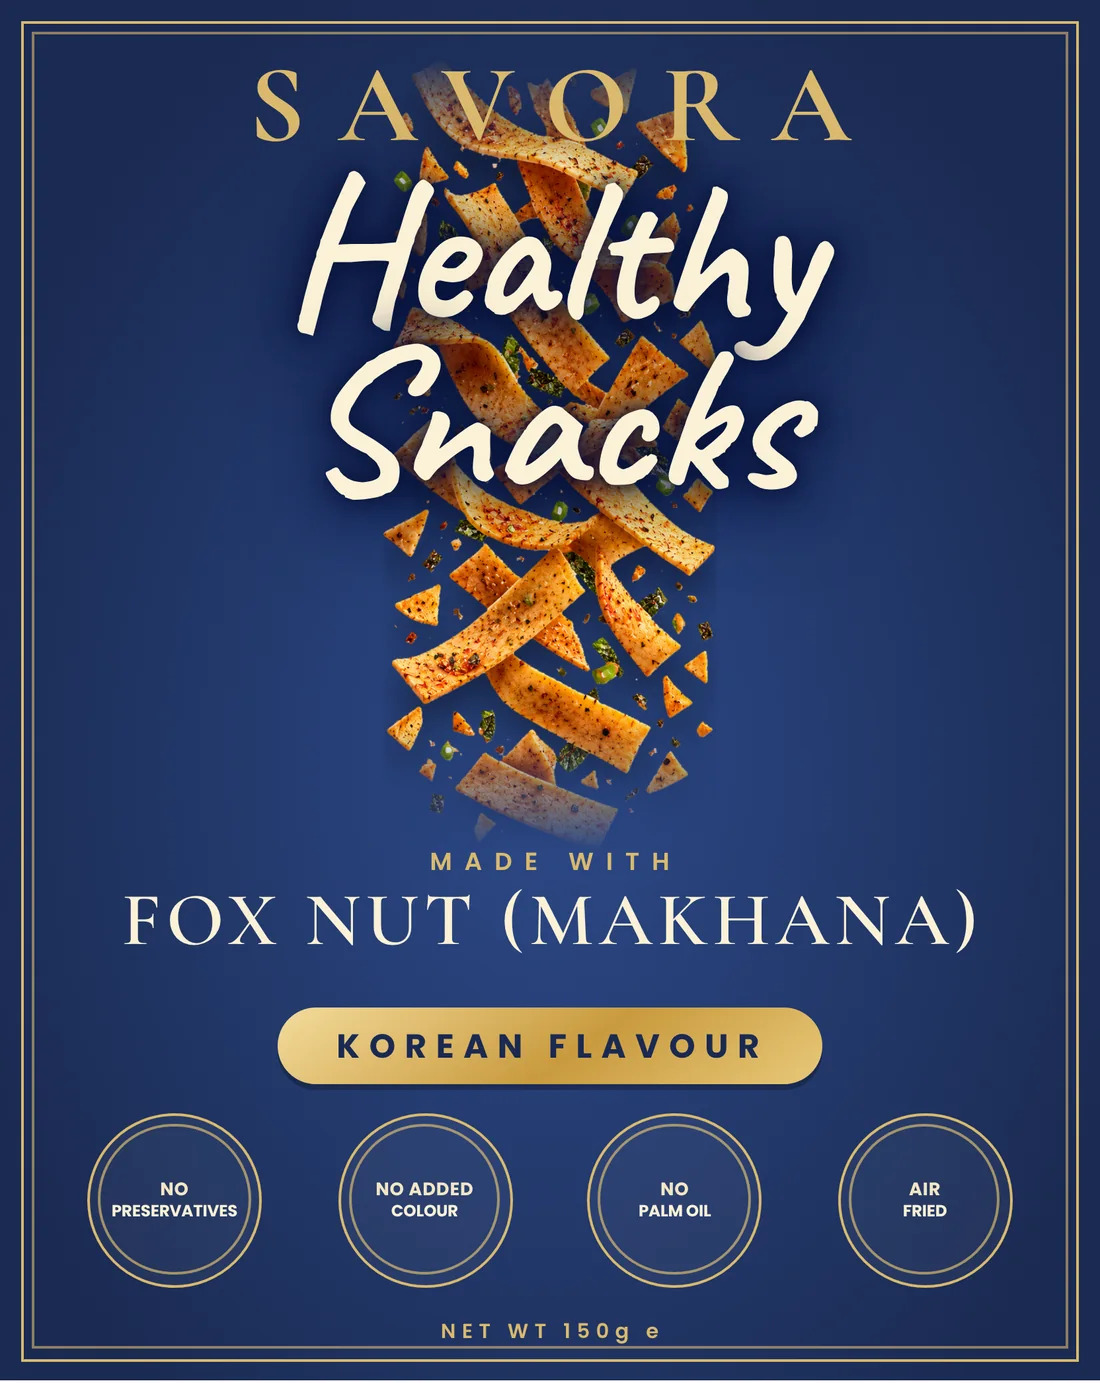 SAVORA
Healthy
Snacks
MADE WITH
FOX NUT (MAKHANA)
KOREAN FLAVOUR
NO
PRESERVATIVES
NO ADDED
COLOUR
NO
PALM OIL
AIR
FRIED
NET WT 150g e